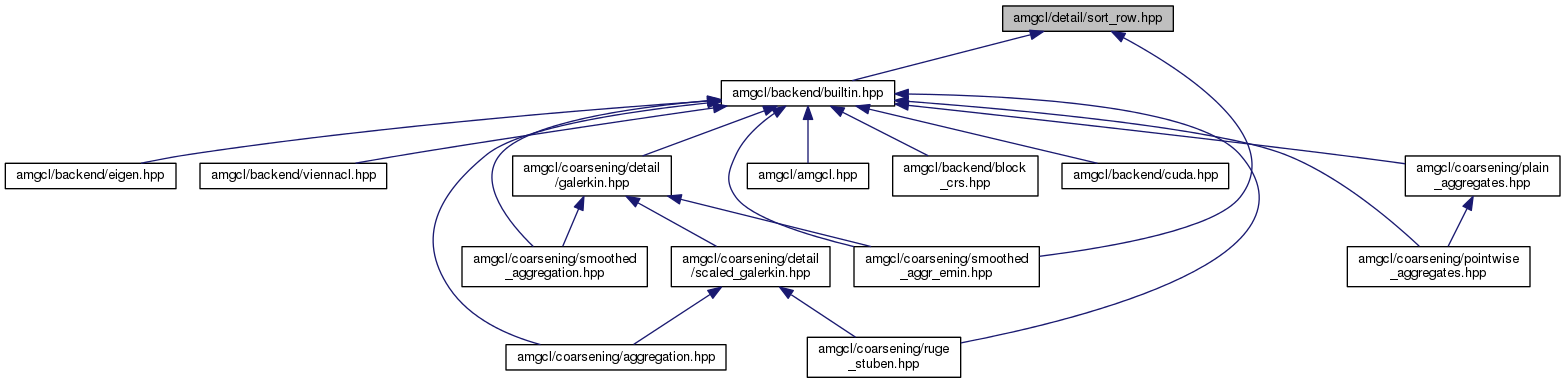 amgcl/detail/sort_row.hpp
amgcl/backend/builtin.hpp
amgcl/backend/eigen.hpp
amgcl/backend/viennacl.hpp
amgcl/coarsening/detail
/galerkin.hpp
amgcl/amgcl.hpp
amgcl/backend/block
_crs.hpp
amgcl/backend/cuda.hpp
amgcl/coarsening/plain
_aggregates.hpp
amgcl/coarsening/smoothed
_aggregation.hpp
amgcl/coarsening/detail
/scaled_galerkin.hpp
amgcl/coarsening/smoothed
_aggr_emin.hpp
amgcl/coarsening/pointwise
_aggregates.hpp
amgcl/coarsening/aggregation.hpp
amgcl/coarsening/ruge
_stuben.hpp